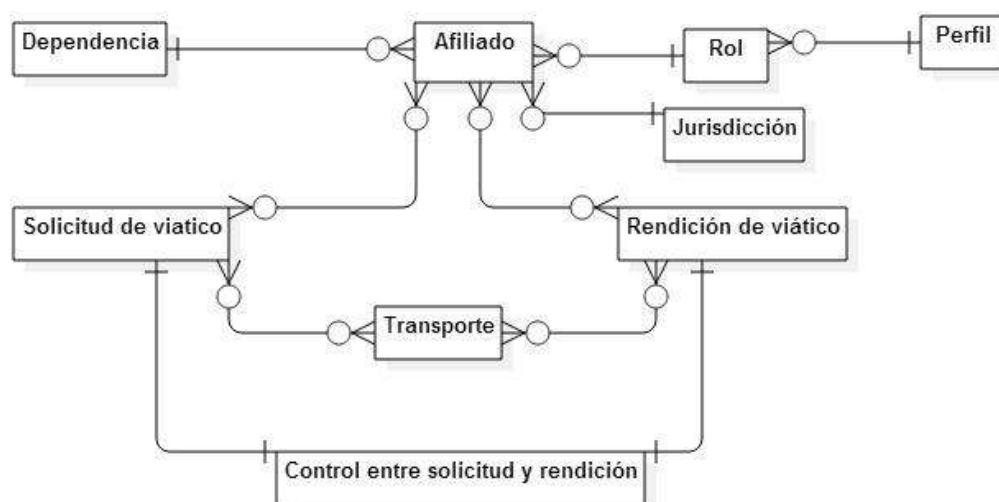 Dependencia
Afiliado
Rol
Perfil
Jurisdicción
Solicitud de viatico
Rendición de viático
Transporte
Control entre solicitud y rendición